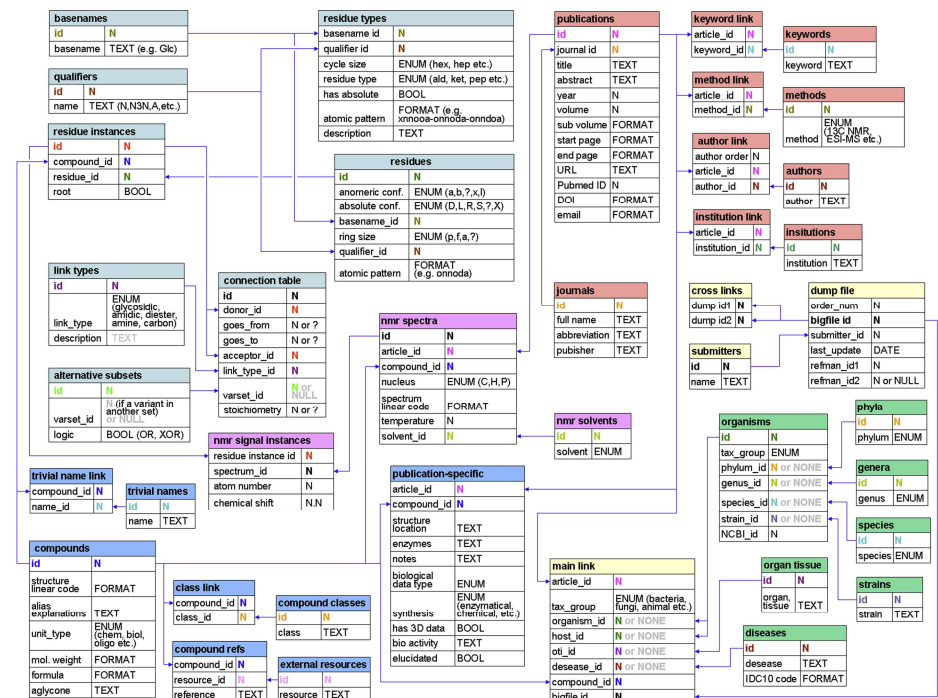 basenames
id N
basename TEXT (e.g. Glc)
qualifiers
id N
name TEXT (N,N3N,A,etc.)
residue instances
id N
compound_id N
residue_id N
root BOOL
residue types
basename id N
qualifier id N
cycle size ENUM (hex, hep etc.)
residue type ENUM (ald, ket, pep etc.)
has absolute BOOL
atomic pattern FORMAT (e.g.
xnnooa-onnoda-onndoa)
description TEXT
residues
id N
anomeric conf. ENUM (a,b,?,x,l)
absolute conf. ENUM (D,L,R,S,?,X)
basename_id N
ring size ENUM (p,f,a,?)
qualifier_id N
atomic pattern FORMAT
(e.g. onnoda)
publications
id N
journal id N
title TEXT
abstract TEXT
year N
volume N
sub volume FORMAT
start page FORMAT
end page FORMAT
URL TEXT
Pubmed ID N
DOI FORMAT
email FORMAT
keyword link
article_id N
keyword_id N
keywords
id N
keyword TEXT
method link
article_id N
method_id N
methods
id N
method ENUM
(13C NMR,
ESI-MS etc.)
author link
author order N
article_id N
author_id N
authors
id N
author TEXT
institution link
article_id N
institution_id N
insitutions
id N
institution TEXT
link types
id N
link_type ENUM
(glycosidic,
amidic, diester,
amine, carbon)
description TEXT
connection table
id N
donor_id N
goes_from N or ?
goes_to N or ?
acceptor_id N
link_type_id N
varset_id N or
NULL
stoichiometry N or ?
alternative subsets
id N
varset_id N (if a variant in
another set)
or NULL
logic BOOL (OR, XOR)
nmr spectra
id N
article_id N
compound_id N
nucleus ENUM (C,H,P)
spectrum
linear code FORMAT
temperature N
solvent_id N
journals
id N
full name TEXT
abbreviation TEXT
pubisher TEXT
nmr solvents
id N
solvent ENUM
cross links
dump id1 N
dump id2 N
submitters
id N
name TEXT
dump file
order_num N
bigfile id N
submitter_id N
last_update DATE
refman_id1 N
refman_id2 N or NULL
nmr signal instances
residue instance id N
spectrum_id N
atom number N
chemical shift N.N
trivial name link
compound_id N
name_id N
trivial names
id N
name TEXT
publication-specific
article_id N
compound_id N
structure
location TEXT
enzymes TEXT
notes TEXT
biological
data type ENUM
synthesis ENUM
(enzymatical,
chemical, etc.)
has 3D data BOOL
bio activity TEXT
elucidated BOOL
organisms
id N
tax_group ENUM
phylum_id N or NONE
genus_id N or NONE
species_id N or NONE
strain_id N or NONE
NCBI_id N
phyla
id N
phylum ENUM
genera
id N
genus ENUM
species
id N
species ENUM
strains
id N
strain TEXT
compounds
id N
structure
linear code FORMAT
alias
explanations TEXT
unit_type ENUM
(chem, biol,
oligo etc.)
mol. weight FORMAT
formula FORMAT
aglycone TEXT
class link
compound_id N
class_id N
compound classes
id N
class TEXT
compound refs
compound_id N
resource_id N
reference TEXT
external resources
id N
resource TEXT
main link
article_id N
tax_group ENUM (bacteria,
fungi, animal etc.)
organism_id N or NONE
host_id N or NONE
oti_id N or NONE
desease_id N or NONE
compound_id N
bigfile_id N
organ tissue
id N
organ,
tissue TEXT
diseases
id N
desease TEXT
IDC10 code FORMAT